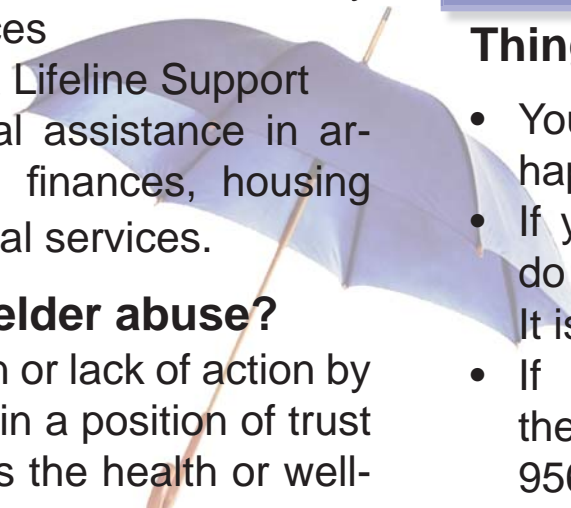 ces
Lifeline Support
al assistance in ar-
finances, housing
al services.
elder abuse?
n or lack of action by
in a position of trust
s the health or well-
Thin
• You
hap
• If y
do
It is
• If
the
950